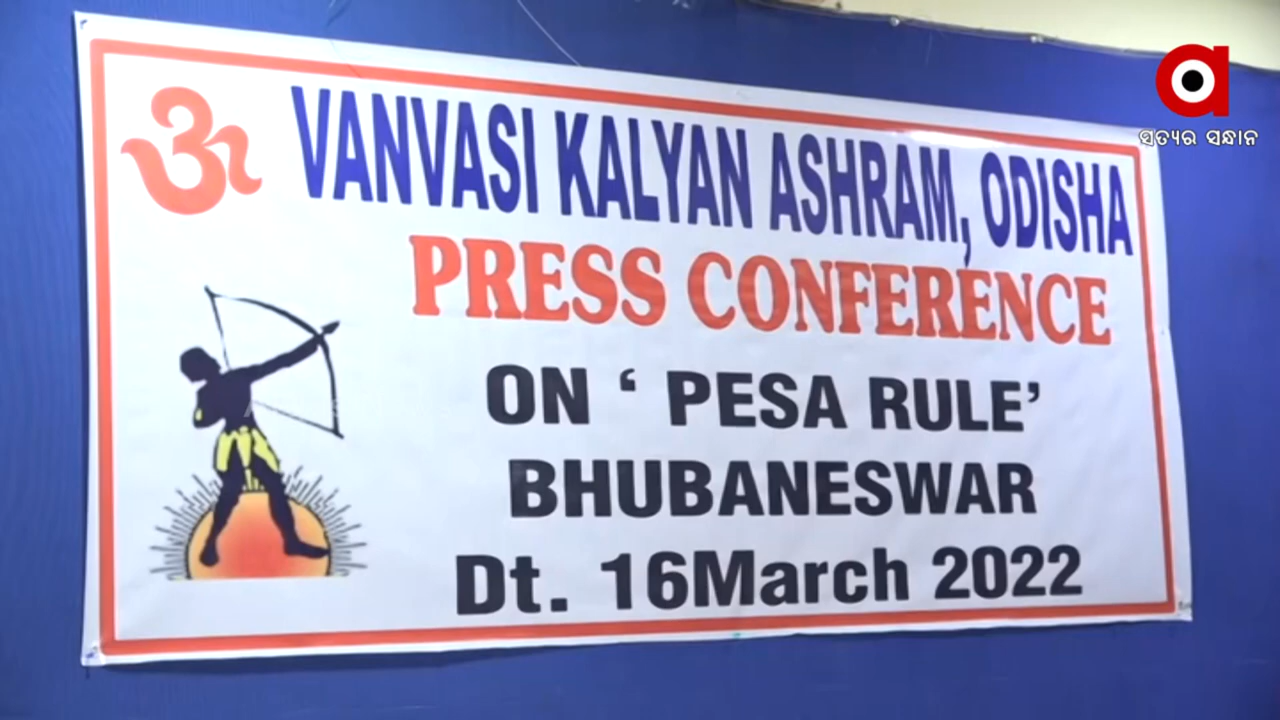 ସତ୍ୟର ସନ୍ଧାନ
ॐ VANVASI KALYAN ASHRAM, ODISHA
PRESS CONFERENCE
ON ‘ PESA RULE’
BHUBANESWAR
Dt. 16March 2022